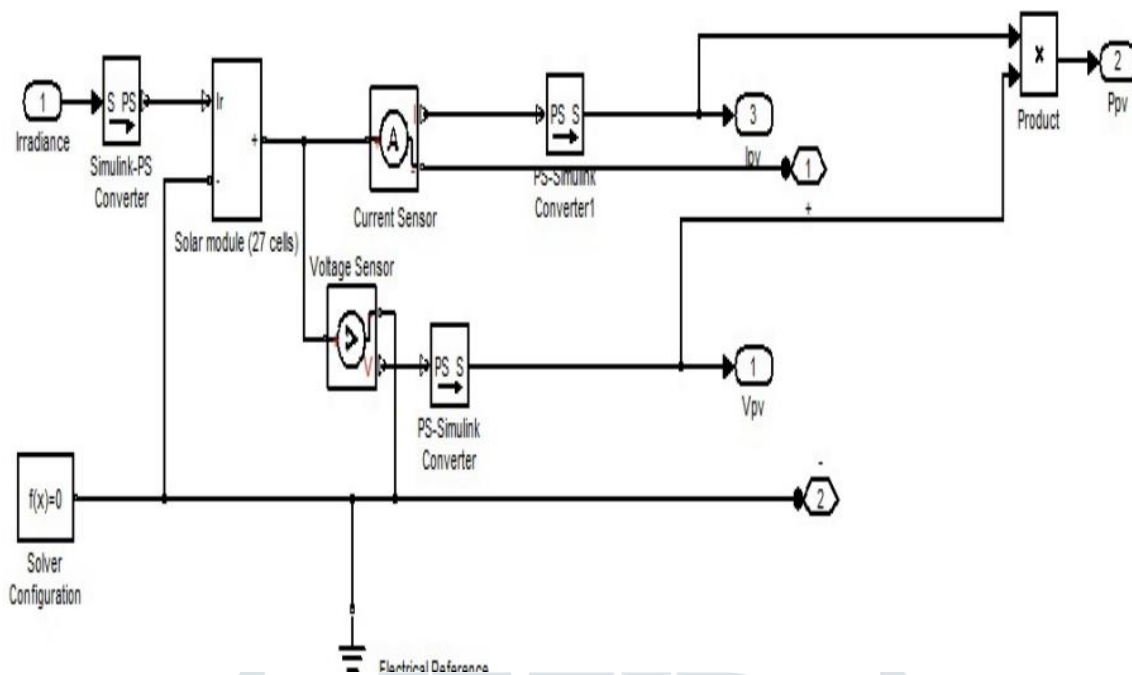 1
Irradiance
S PS
Simulink-PS
Converter
Ir
+
-
Solar module (27 cells)
A
I
Current Sensor
PS S
PS-Simulink
Converter1
3
Ipv
1
+
×
Product
2
Ppv
Voltage Sensor
V
V
PS S
PS-Simulink
Converter
1
Vpv
-
2
f(x)=0
Solver
Configuration
Electrical Reference